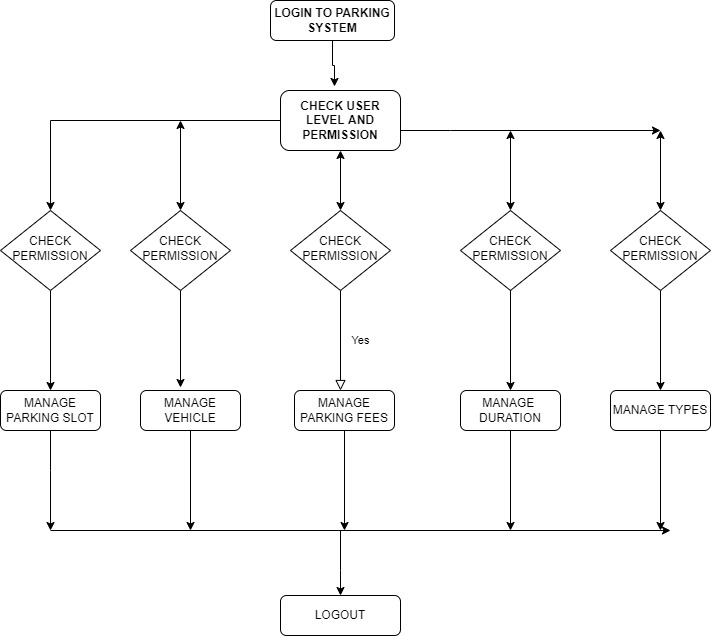 LOGIN TO PARKING
SYSTEM
CHECK USER
LEVEL AND
PERMISSION
CHECK
PERMISSION
CHECK
PERMISSION
CHECK
PERMISSION
CHECK
PERMISSION
CHECK
PERMISSION
Yes
MANAGE
PARKING SLOT
MANAGE
VEHICLE
MANAGE
PARKING FEES
MANAGE
DURATION
MANAGE TYPES
LOGOUT